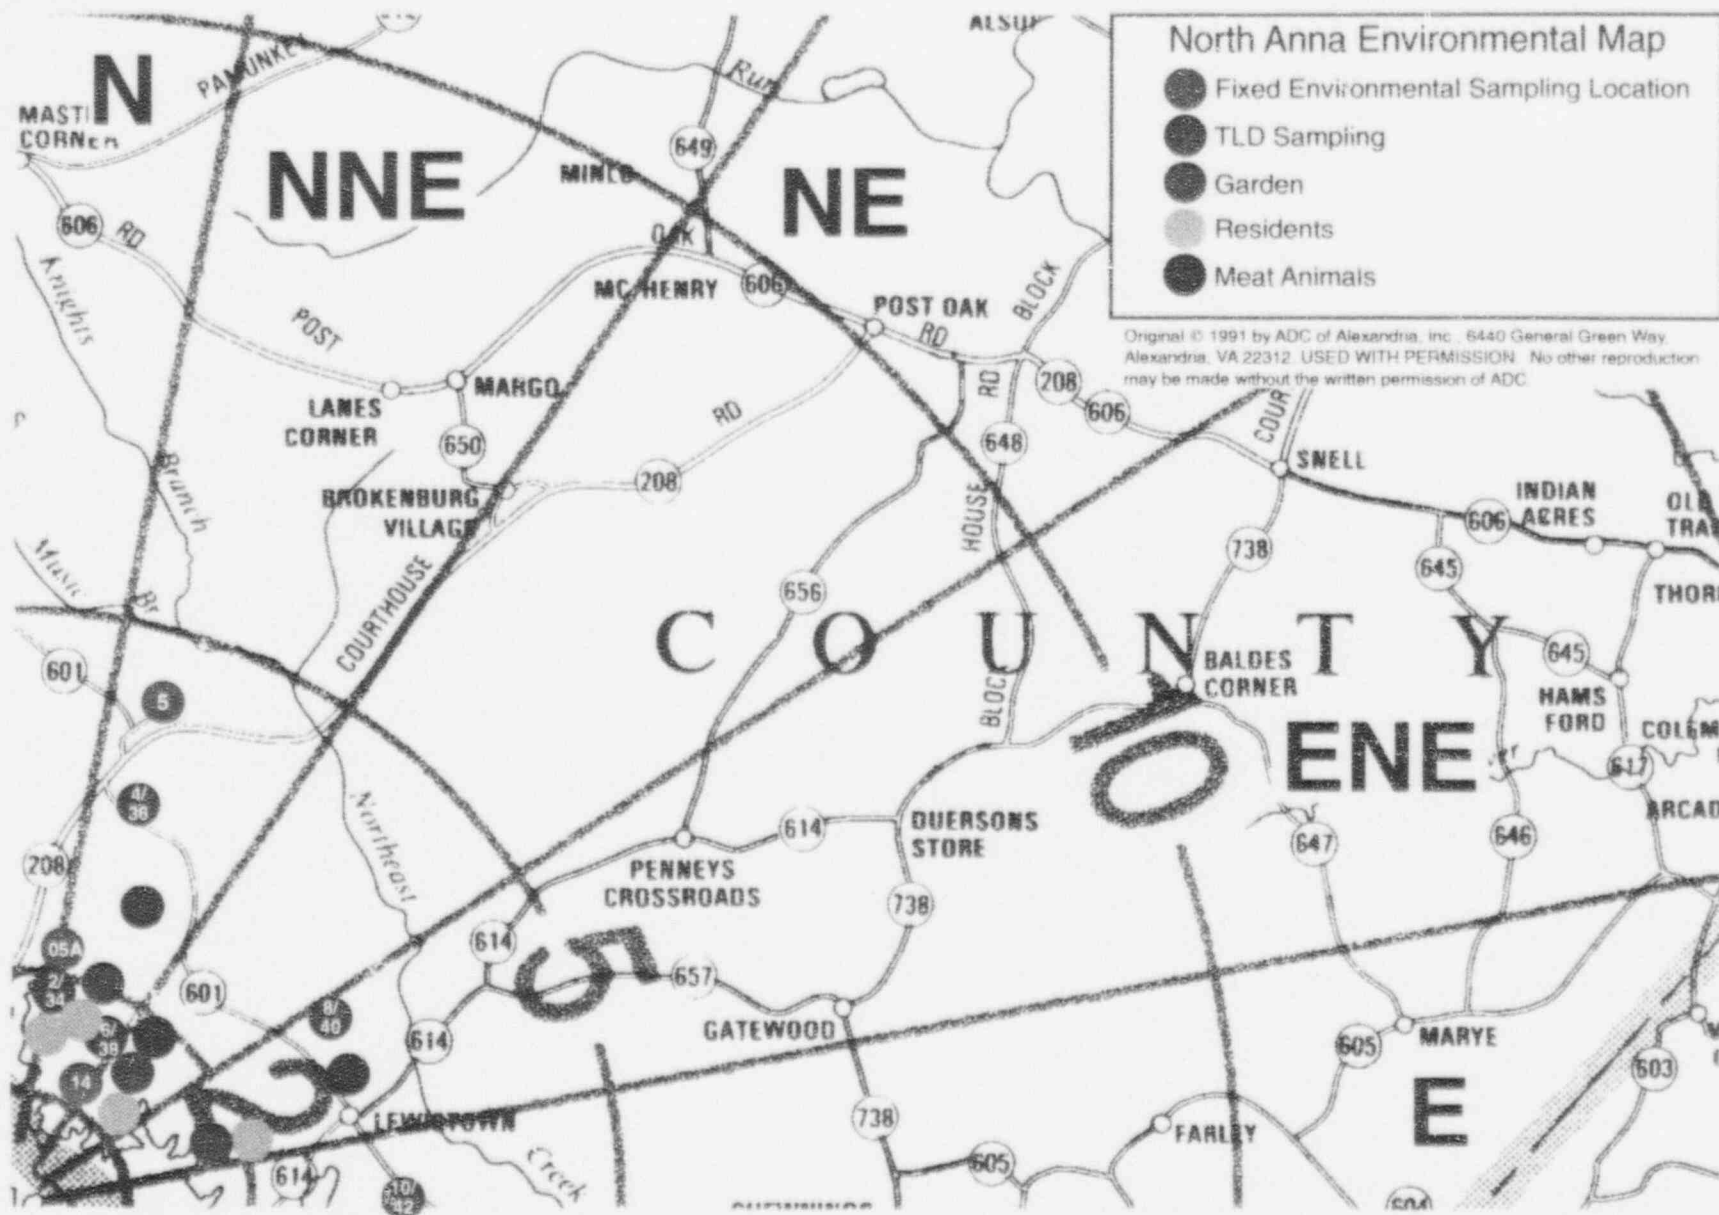 North Anna Environmental Map
Fixed Environmental Sampling Location
TLD Sampling
Garden
Residents
Meat Animals
Original © 1991 by ADC of Alexandria, Inc., 6440 General Green Way,
Alexandria, VA 22312. USED WITH PERMISSION. No other reproduction
may be made without the written permission of ADC.
N
NNE
NE
ENE
E
PAMUNKEY
CORNER
Run
649
606
RD
OAK
MC HENRY
606
POST OAK
RD
BLOCK
Knights
Branch
POST
LANES
CORNER
MARGO
650
RD
208
BROKENBURG
VILLAGE
COURTHOUSE
RD
208
606
648
HOUSE
BLOCK
SNELL
738
606
INDIAN
ACRES
645
645
HAMS
FORD
617
656
COUNTY
BALDES
CORNER
10
601
5
4/
208
Northeast
Creek
PENNEYS
CROSSROADS
614
DUERSONS
STORE
738
647
646
05A
2/
34
14
601
8/
614
614
5
657
GATEWOOD
MARYE
605
603
2
LEWISTOWN
614
10/
42
738
605
FARLEY
604